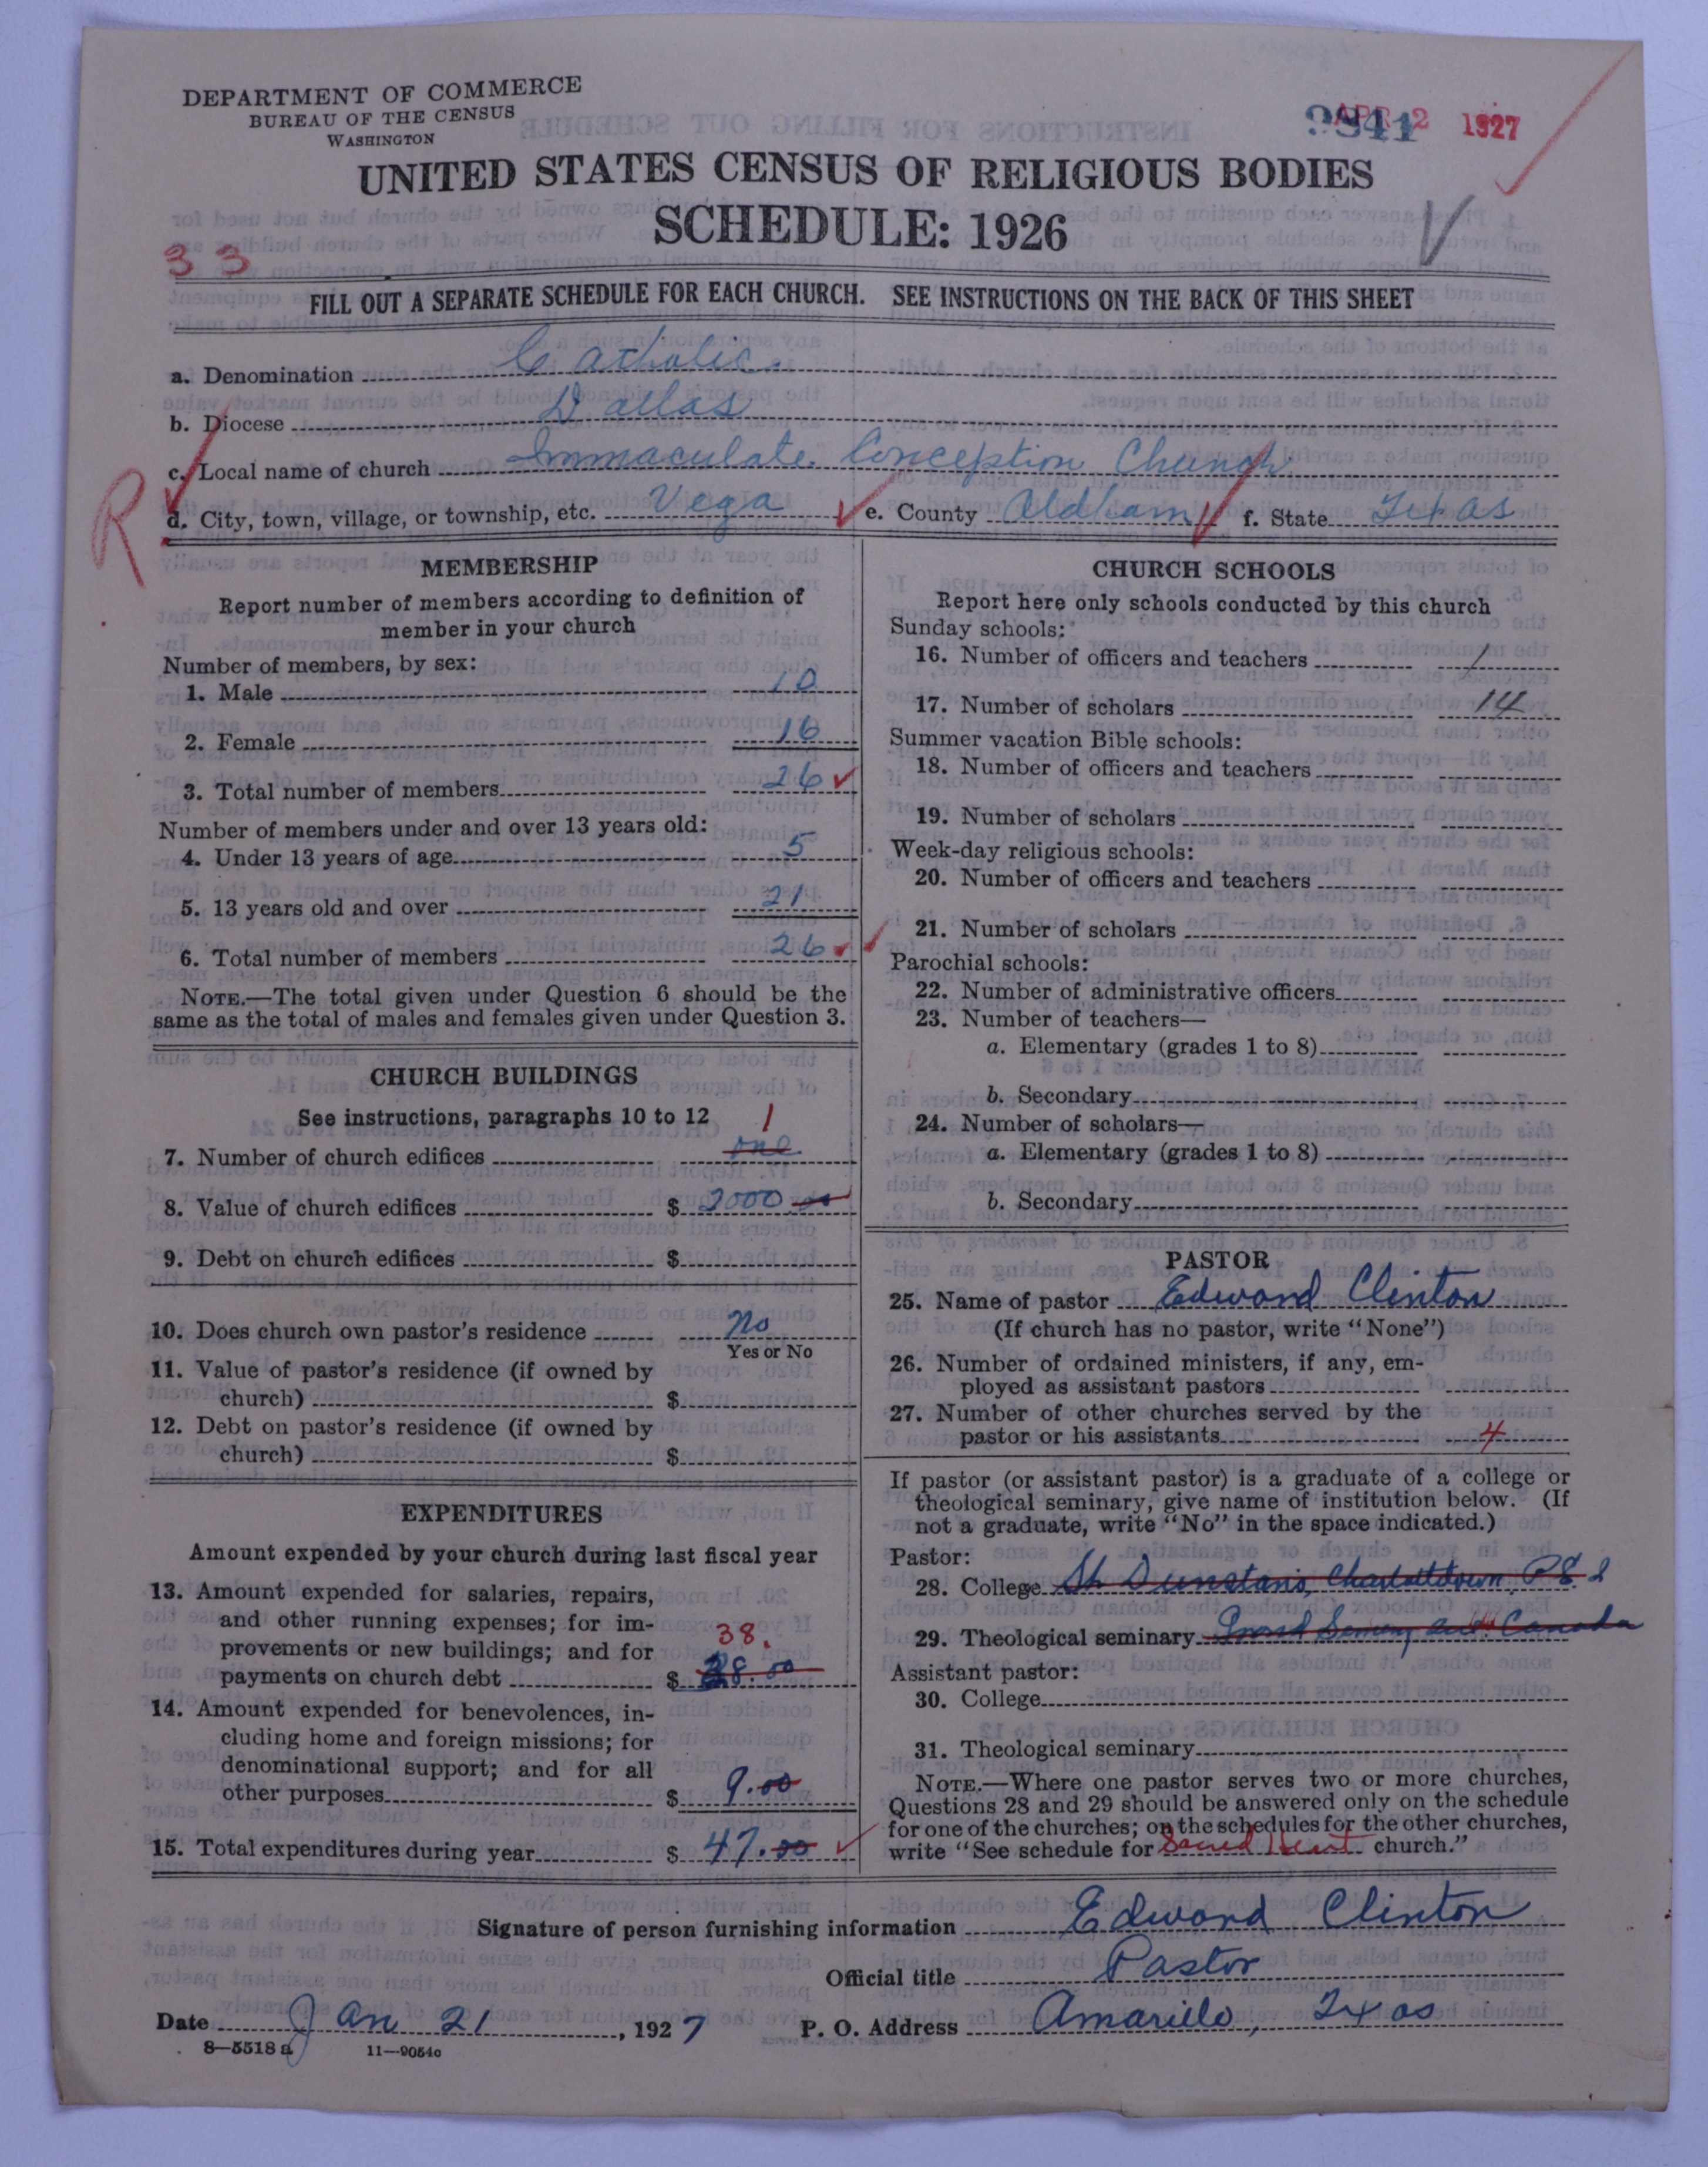 DEPARTMENT OF COMMERCE
BUREAU OF THE CENSUS
WASHINGTON
APR 2 1927
UNITED STATES CENSUS OF RELIGIOUS BODIES
SCHEDULE: 1926
33
FILL OUT A SEPARATE SCHEDULE FOR EACH CHURCH. SEE INSTRUCTIONS ON THE BACK OF THIS SHEET
a. Denomination Catholic
b. Diocese Dallas
c. Local name of church Immaculate Conception Church
R
d. City, town, village, or township, etc. Vega e. County Oldham f. State Texas
MEMBERSHIP
Report number of members according to definition of
member in your church
Number of members, by sex:
1. Male 10
2. Female 16
3. Total number of members 26
Number of members under and over 13 years old:
4. Under 13 years of age 5
5. 13 years old and over 21
6. Total number of members 26
NOTE.—The total given under Question 6 should be the
same as the total of males and females given under Question 3.
CHURCH BUILDINGS
See instructions, paragraphs 10 to 12
1
7. Number of church edifices one
8. Value of church edifices $ 2000.00
9. Debt on church edifices $
10. Does church own pastor's residence No
Yes or No
11. Value of pastor's residence (if owned by
church) $
12. Debt on pastor's residence (if owned by
church) $
EXPENDITURES
Amount expended by your church during last fiscal year
13. Amount expended for salaries, repairs,
and other running expenses; for im-
provements or new buildings; and for 38.
payments on church debt $ 38.00
14. Amount expended for benevolences, in-
cluding home and foreign missions; for
denominational support; and for all
other purposes $ 9.00
15. Total expenditures during year $ 47.00
CHURCH SCHOOLS
Report here only schools conducted by this church
Sunday schools:
16. Number of officers and teachers 1
17. Number of scholars 14
Summer vacation Bible schools:
18. Number of officers and teachers
19. Number of scholars
Week-day religious schools:
20. Number of officers and teachers
21. Number of scholars
Parochial schools:
22. Number of administrative officers
23. Number of teachers—
a. Elementary (grades 1 to 8)
b. Secondary
24. Number of scholars—
a. Elementary (grades 1 to 8)
b. Secondary
PASTOR
25. Name of pastor Edward Clinton
(If church has no pastor, write "None")
26. Number of ordained ministers, if any, em-
ployed as assistant pastors
27. Number of other churches served by the
pastor or his assistants 4
If pastor (or assistant pastor) is a graduate of a college or
theological seminary, give name of institution below. (If
not a graduate, write "No" in the space indicated.)
Pastor:
28. College St Dunstan's, Charlottetown, P E I
29. Theological seminary Canada
Assistant pastor:
30. College
31. Theological seminary
NOTE.—Where one pastor serves two or more churches,
Questions 28 and 29 should be answered only on the schedule
for one of the churches; on the schedules for the other churches,
write "See schedule for Sacred Heart church."
Signature of person furnishing information Edward Clinton
Official title Pastor
Date Jan 21, 1927 P. O. Address Amarillo, Texas
8—5518 a 11—9054c